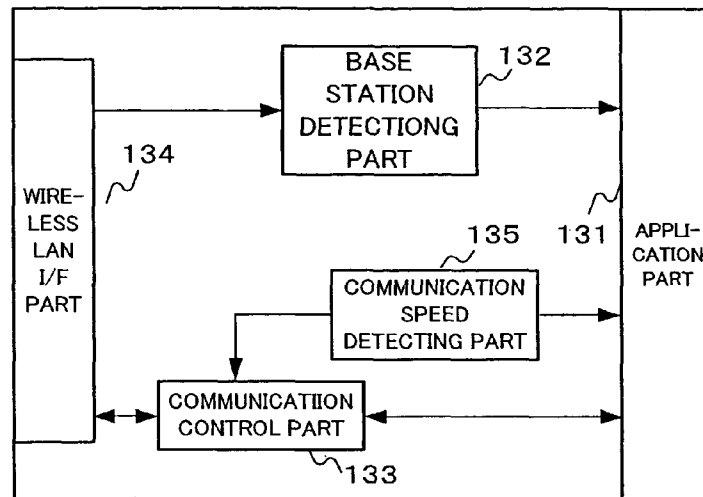 BASE
STATION
DETECTIONG
PART
132
134
WIRE-
LESS
LAN
I/F
PART
131
APPLI-
CATION
PART
135
COMMUNICATION
SPEED
DETECTING PART
COMMUNICATIION
CONTROL PART
133